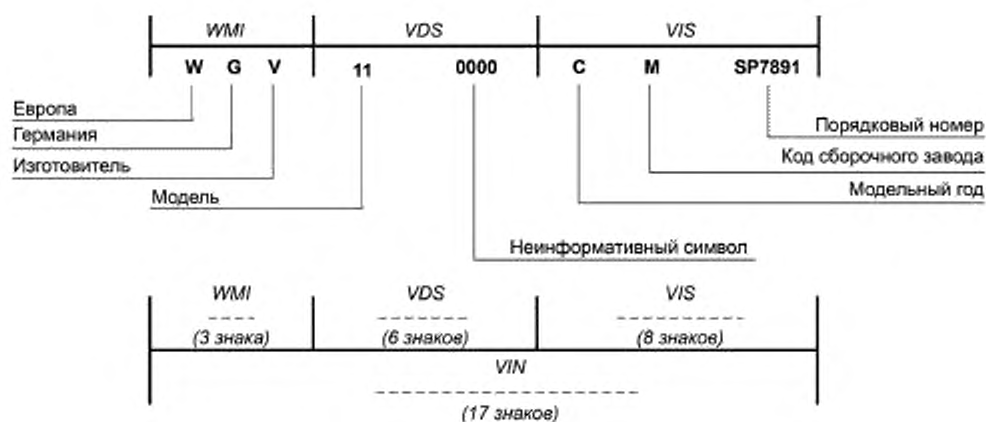 WMI VDS VIS
W G V 11 0000 C M SP7891
Европа
Германия
Изготовитель
Модель
Порядковый номер
Код сборочного завода
Модельный год
Неинформативный символ
WMI VDS VIS
(3 знака) (6 знаков) (8 знаков)
VIN
(17 знаков)